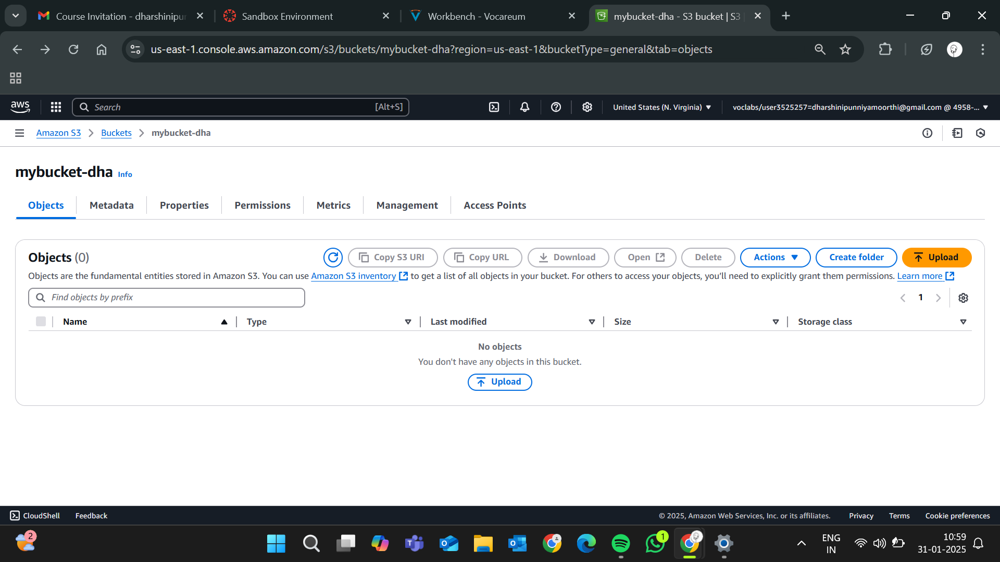 Course Invitation - dharshinipur
Sandbox Environment
Workbench - Vocareum
mybucket-dha - S3 bucket | S3
us-east-1.console.aws.amazon.com/s3/buckets/mybucket-dha?region=us-east-1&bucketType=general&tab=objects
aws
Search
[Alt+S]
United States (N. Virginia)
voclabs/user3525257=dharshinipunniyamoorthi@gmail.com @ 4958-...
Amazon S3
Buckets
mybucket-dha
mybucket-dha Info
Objects
Metadata
Properties
Permissions
Metrics
Management
Access Points
Objects (0)
Copy S3 URI
Copy URL
Download
Open
Delete
Actions
Create folder
Upload
Objects are the fundamental entities stored in Amazon S3. You can use Amazon S3 inventory to get a list of all objects in your bucket. For others to access your objects, you’ll need to explicitly grant them permissions. Learn more
Find objects by prefix
1
Name
Type
Last modified
Size
Storage class
No objects
You don't have any objects in this bucket.
Upload
CloudShell
Feedback
© 2025, Amazon Web Services, Inc. or its affiliates.
Privacy
Terms
Cookie preferences
2
1
ENG
IN
10:59
31-01-2025